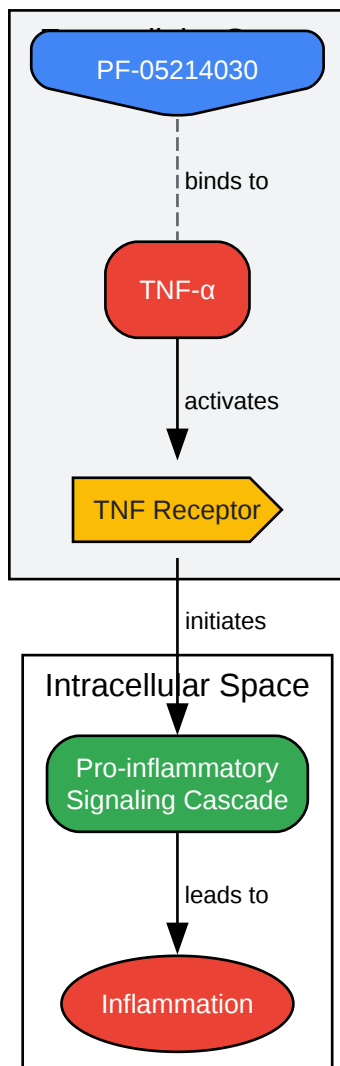 PF-05214030
binds to
TNF-α
activates
TNF Receptor
initiates
Intracellular Space
Pro-inflammatory
Signaling Cascade
leads to
Inflammation